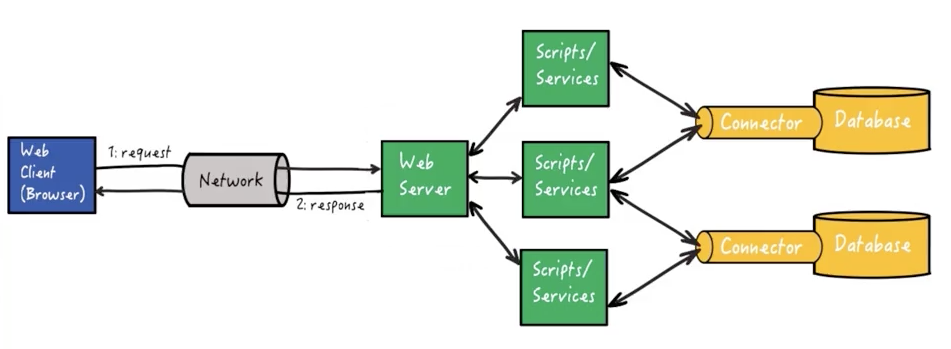 Web
Client
(Browser)
1: request
Network
2: response
Web
Server
Scripts/
Services
Scripts/
Services
Scripts/
Services
Connector
Database
Connector
Database